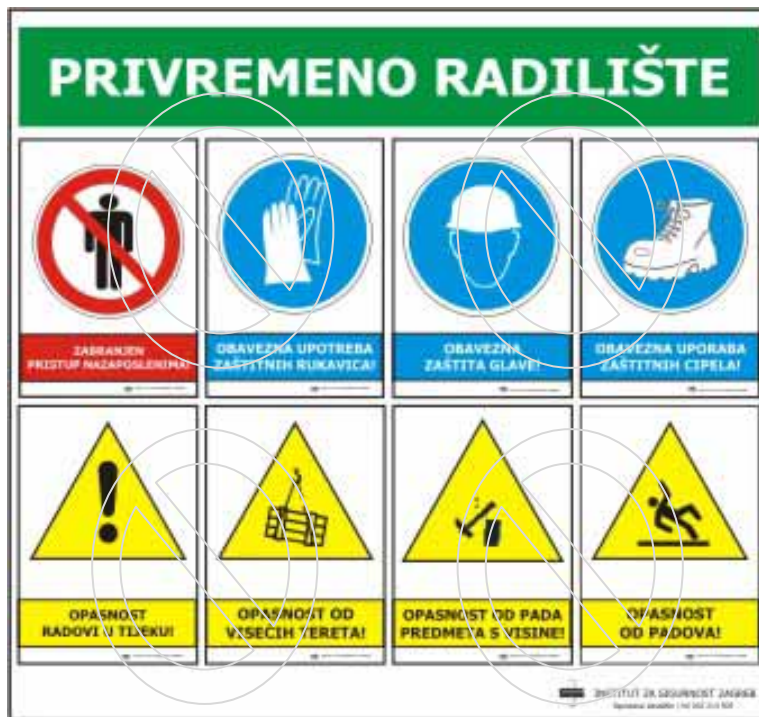 PRIVREMENO RADILIŠTE
ZABRANJEN
PRISTUP NAZAPOSLENIMA!
OBAVEZNA UPOTREBA
ZAŠTITNIH RUKAVICA!
OBAVEZNA
ZAŠTITA GLAVE!
OBAVEZNA UPORABA
ZAŠTITNIH CIPELA!
OPASNOST
RADOVI U TIJEKU!
OPASNOST OD
VISEĆIH TERETA!
OPASNOST OD PADA
PREDMETA S VISINE!
OPASNOST
OD PADOVA!
INSTITUT ZA SIGURNOST ZAGREB